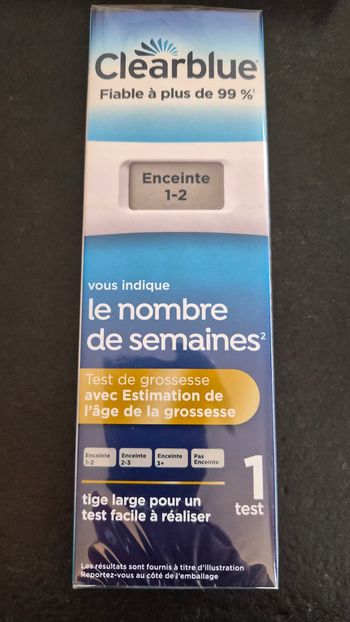 Clearblue®
Fiable à plus de 99 %¹
Enceinte
1-2
vous indique
le nombre
de semaines²
Test de grossesse
avec Estimation de
l'âge de la grossesse
Enceinte
1-2
Enceinte
2-3
Enceinte
3+
Pas
Enceinte
1
test
tige large pour un
test facile à réaliser
Les résultats sont fournis à titre d'illustration
Reportez-vous au côté de l'emballage